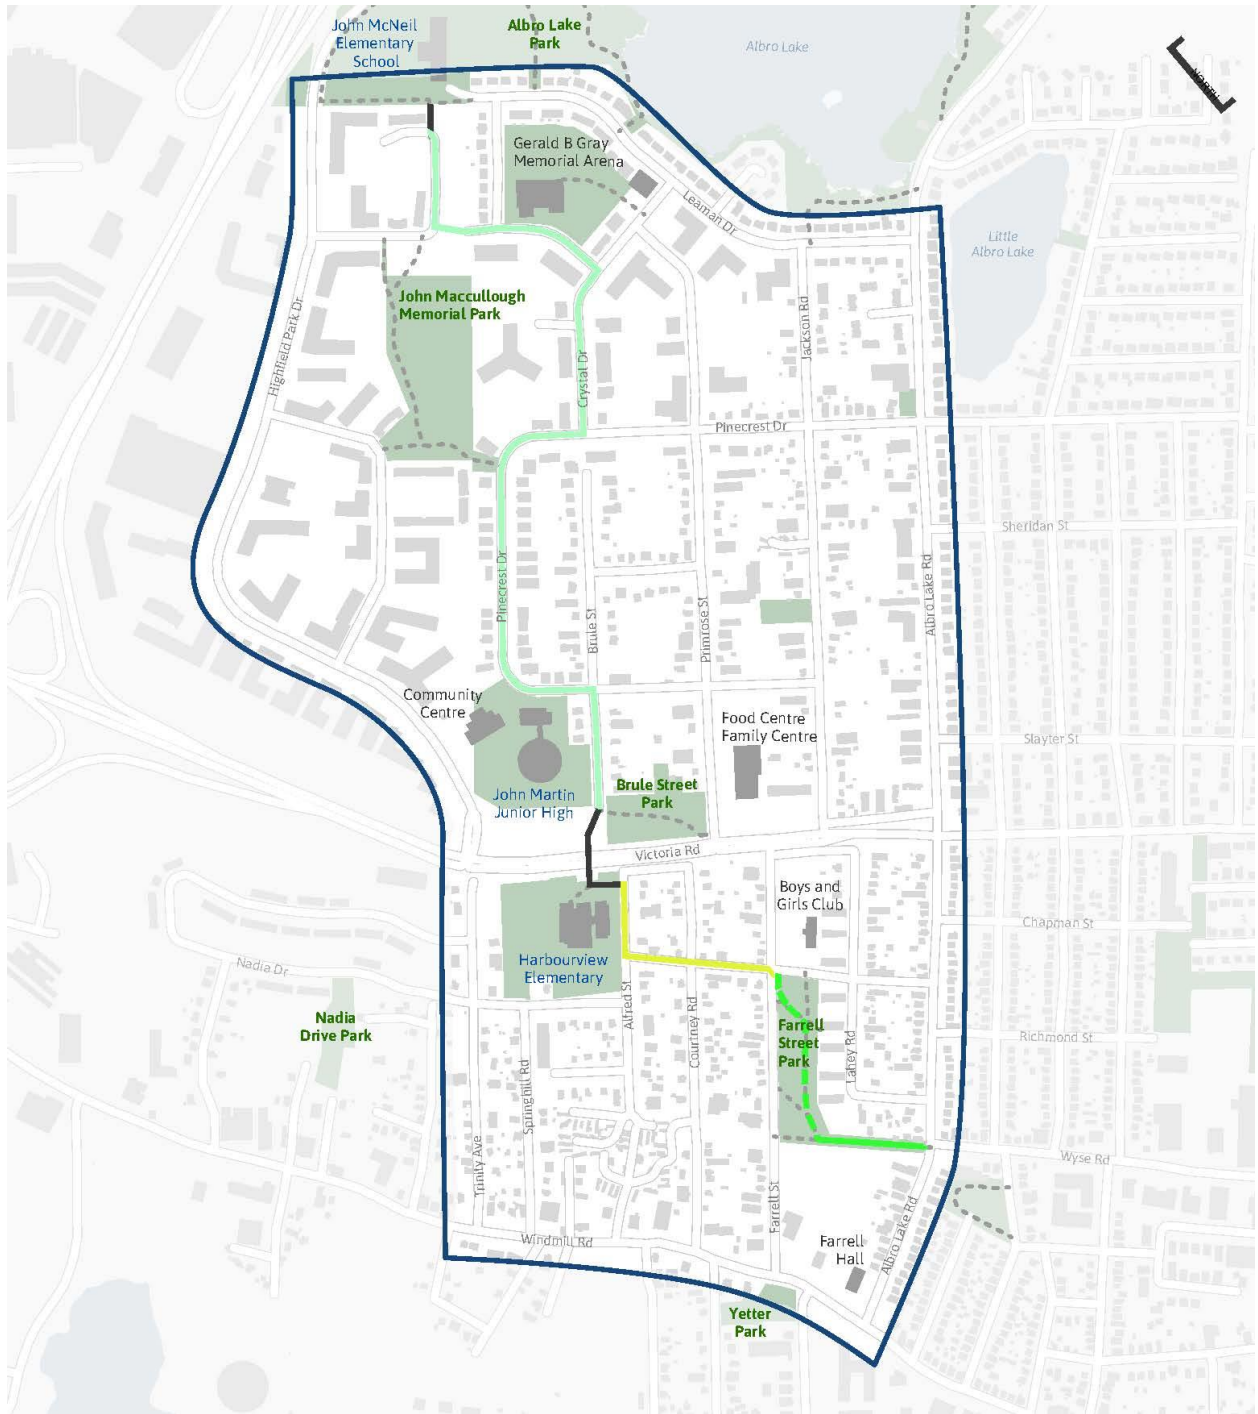 John McNeil
Elementary
School
Albro Lake
Park
Albro Lake
NORTH
Gerald B Gray
Memorial Arena
Leaman Dr
Little
Albro Lake
John Maccullough
Memorial Park
Highfield Park Dr
Jackson Rd
Crystal Dr
Pinecrest Dr
Sheridan St
Pinecrest Dr
Albro Lake Rd
Brule St
Primrose St
Community
Centre
Food Centre
Family Centre
Slayter St
Brule Street
Park
John Martin
Junior High
Victoria Rd
Boys and
Girls Club
Chapman St
Harbourview
Elementary
Nadia Dr
Alfred St
Courtney Rd
Nadia
Drive Park
Farrell
Street
Park
Lahey Rd
Richmond St
Springhill Rd
Trinity Ave
Wyse Rd
Farrell St
Windmill Rd
Farrell
Hall
Albro Lake Rd
Yetter
Park